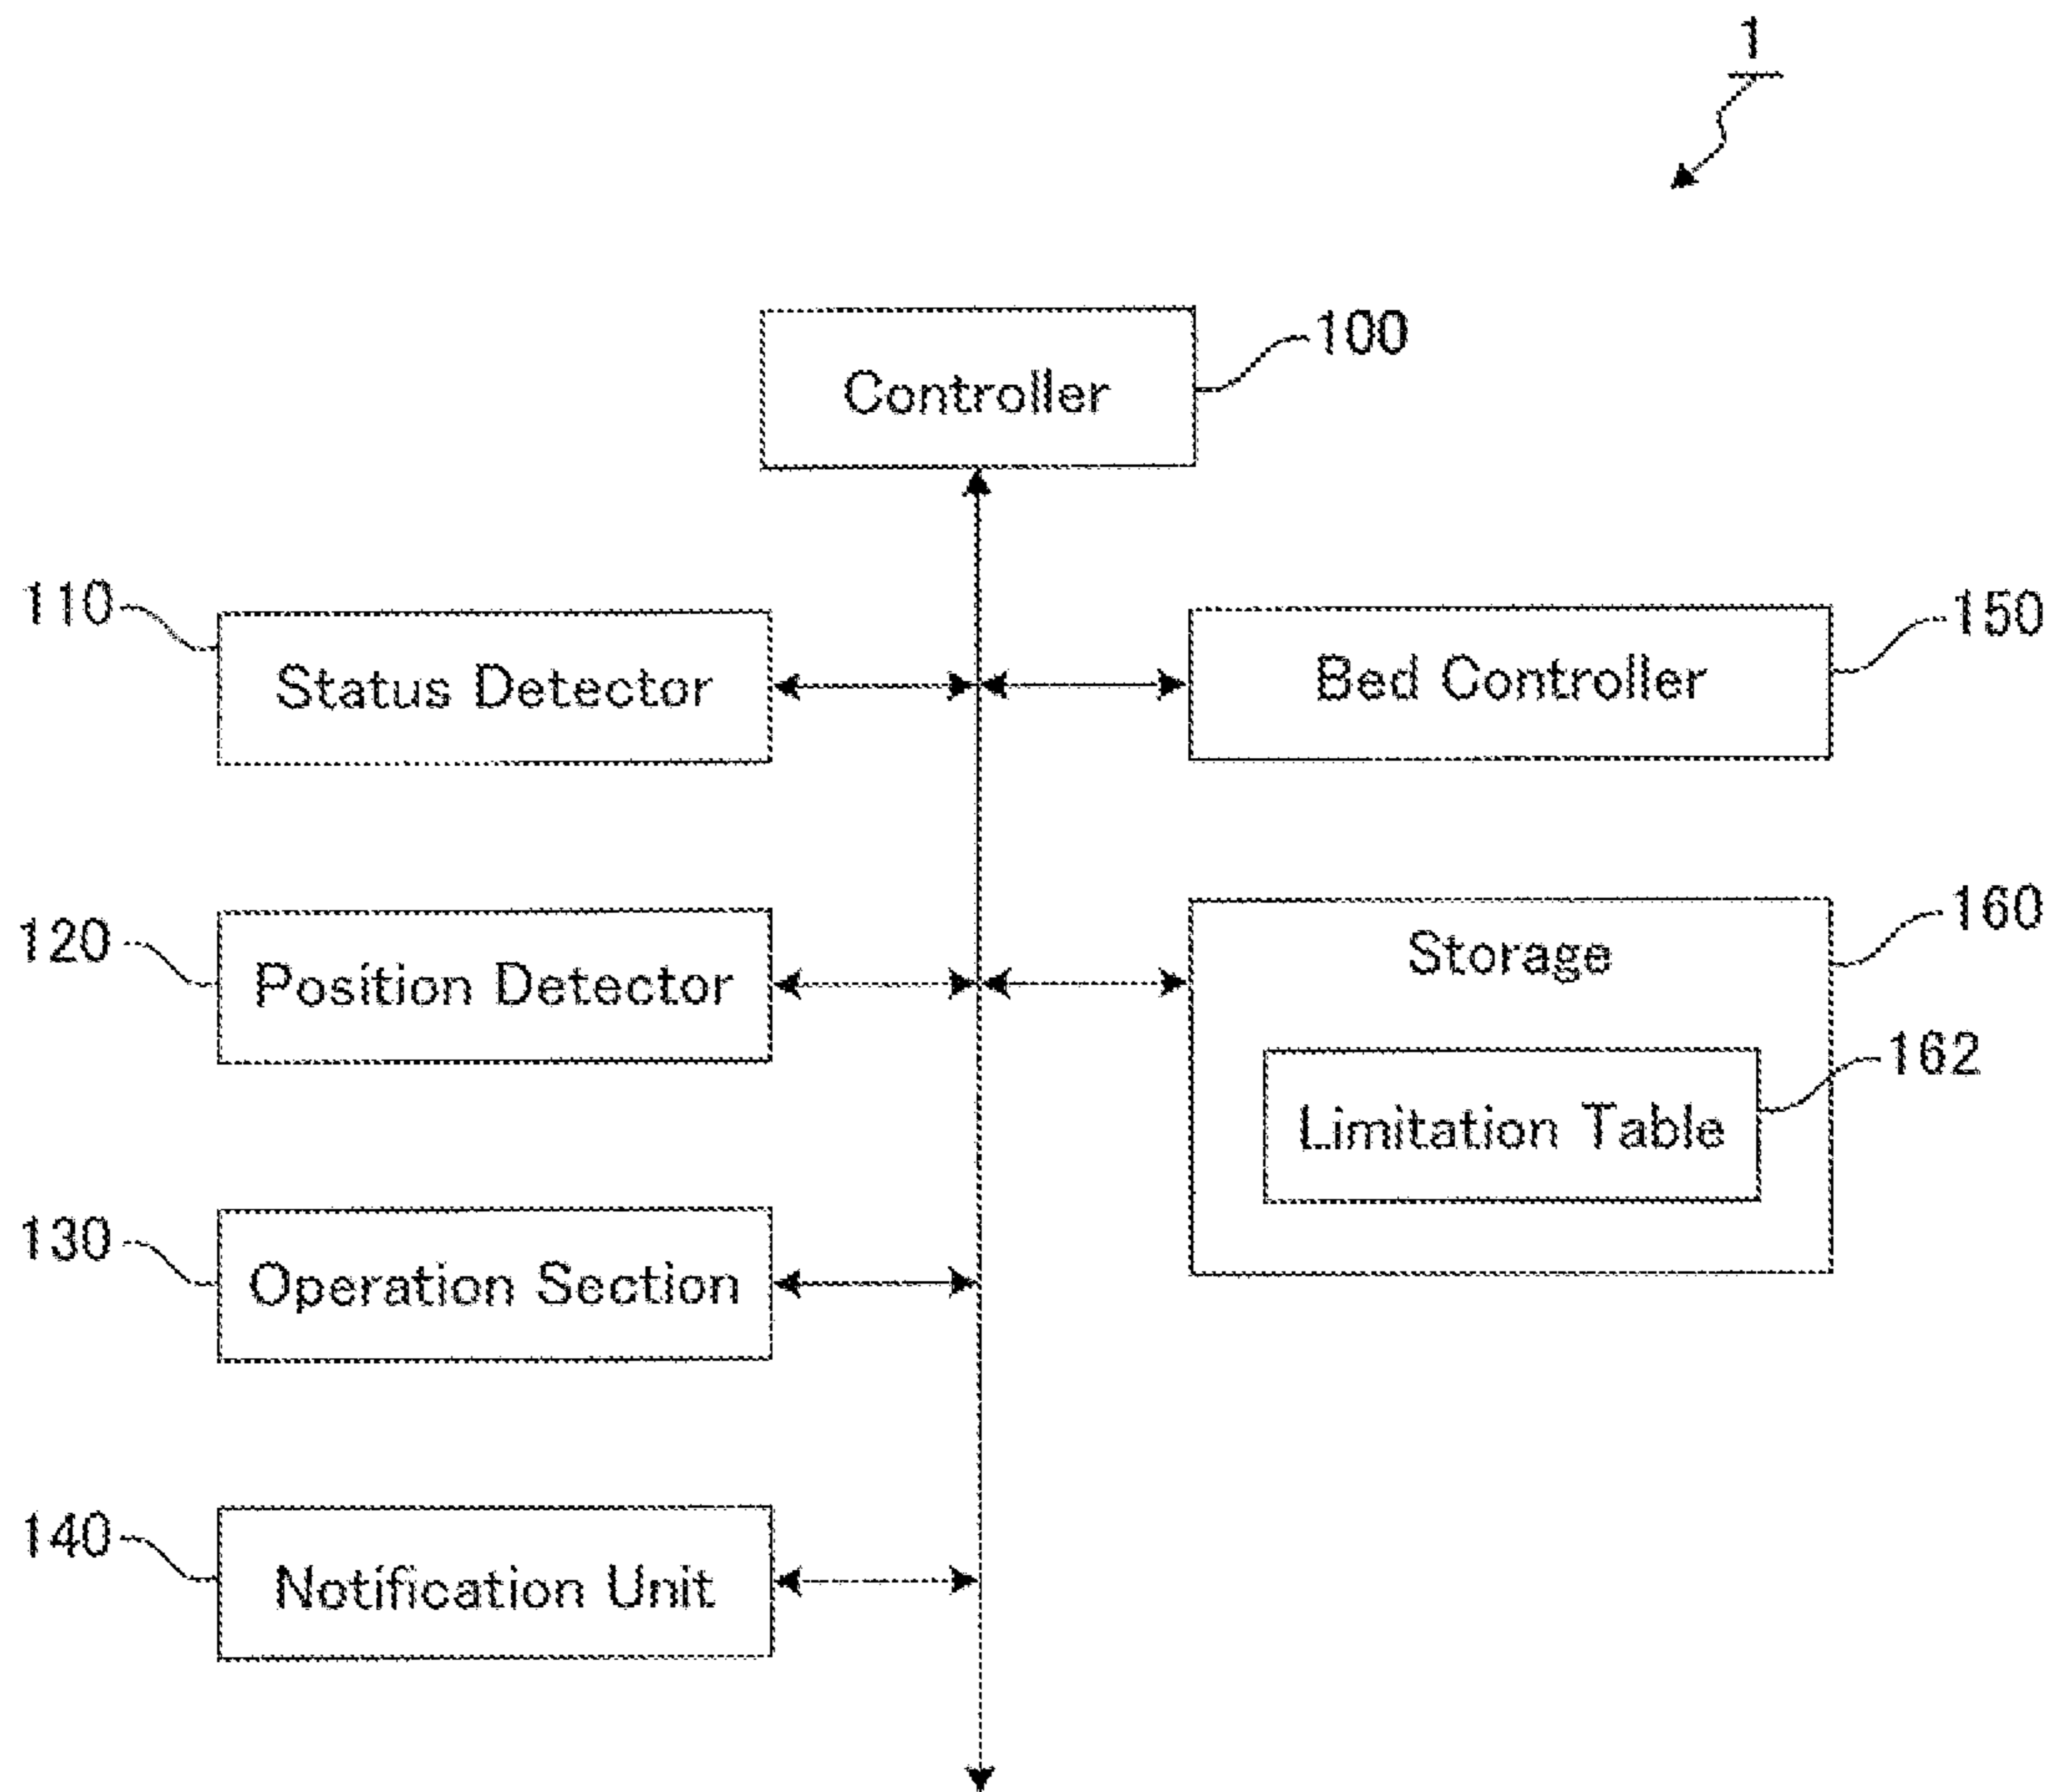 1
Controller
100
110
Status Detector
Bed Controller
150
120
Position Detector
Storage
160
Limitation Table
162
130
Operation Section
140
Notification Unit